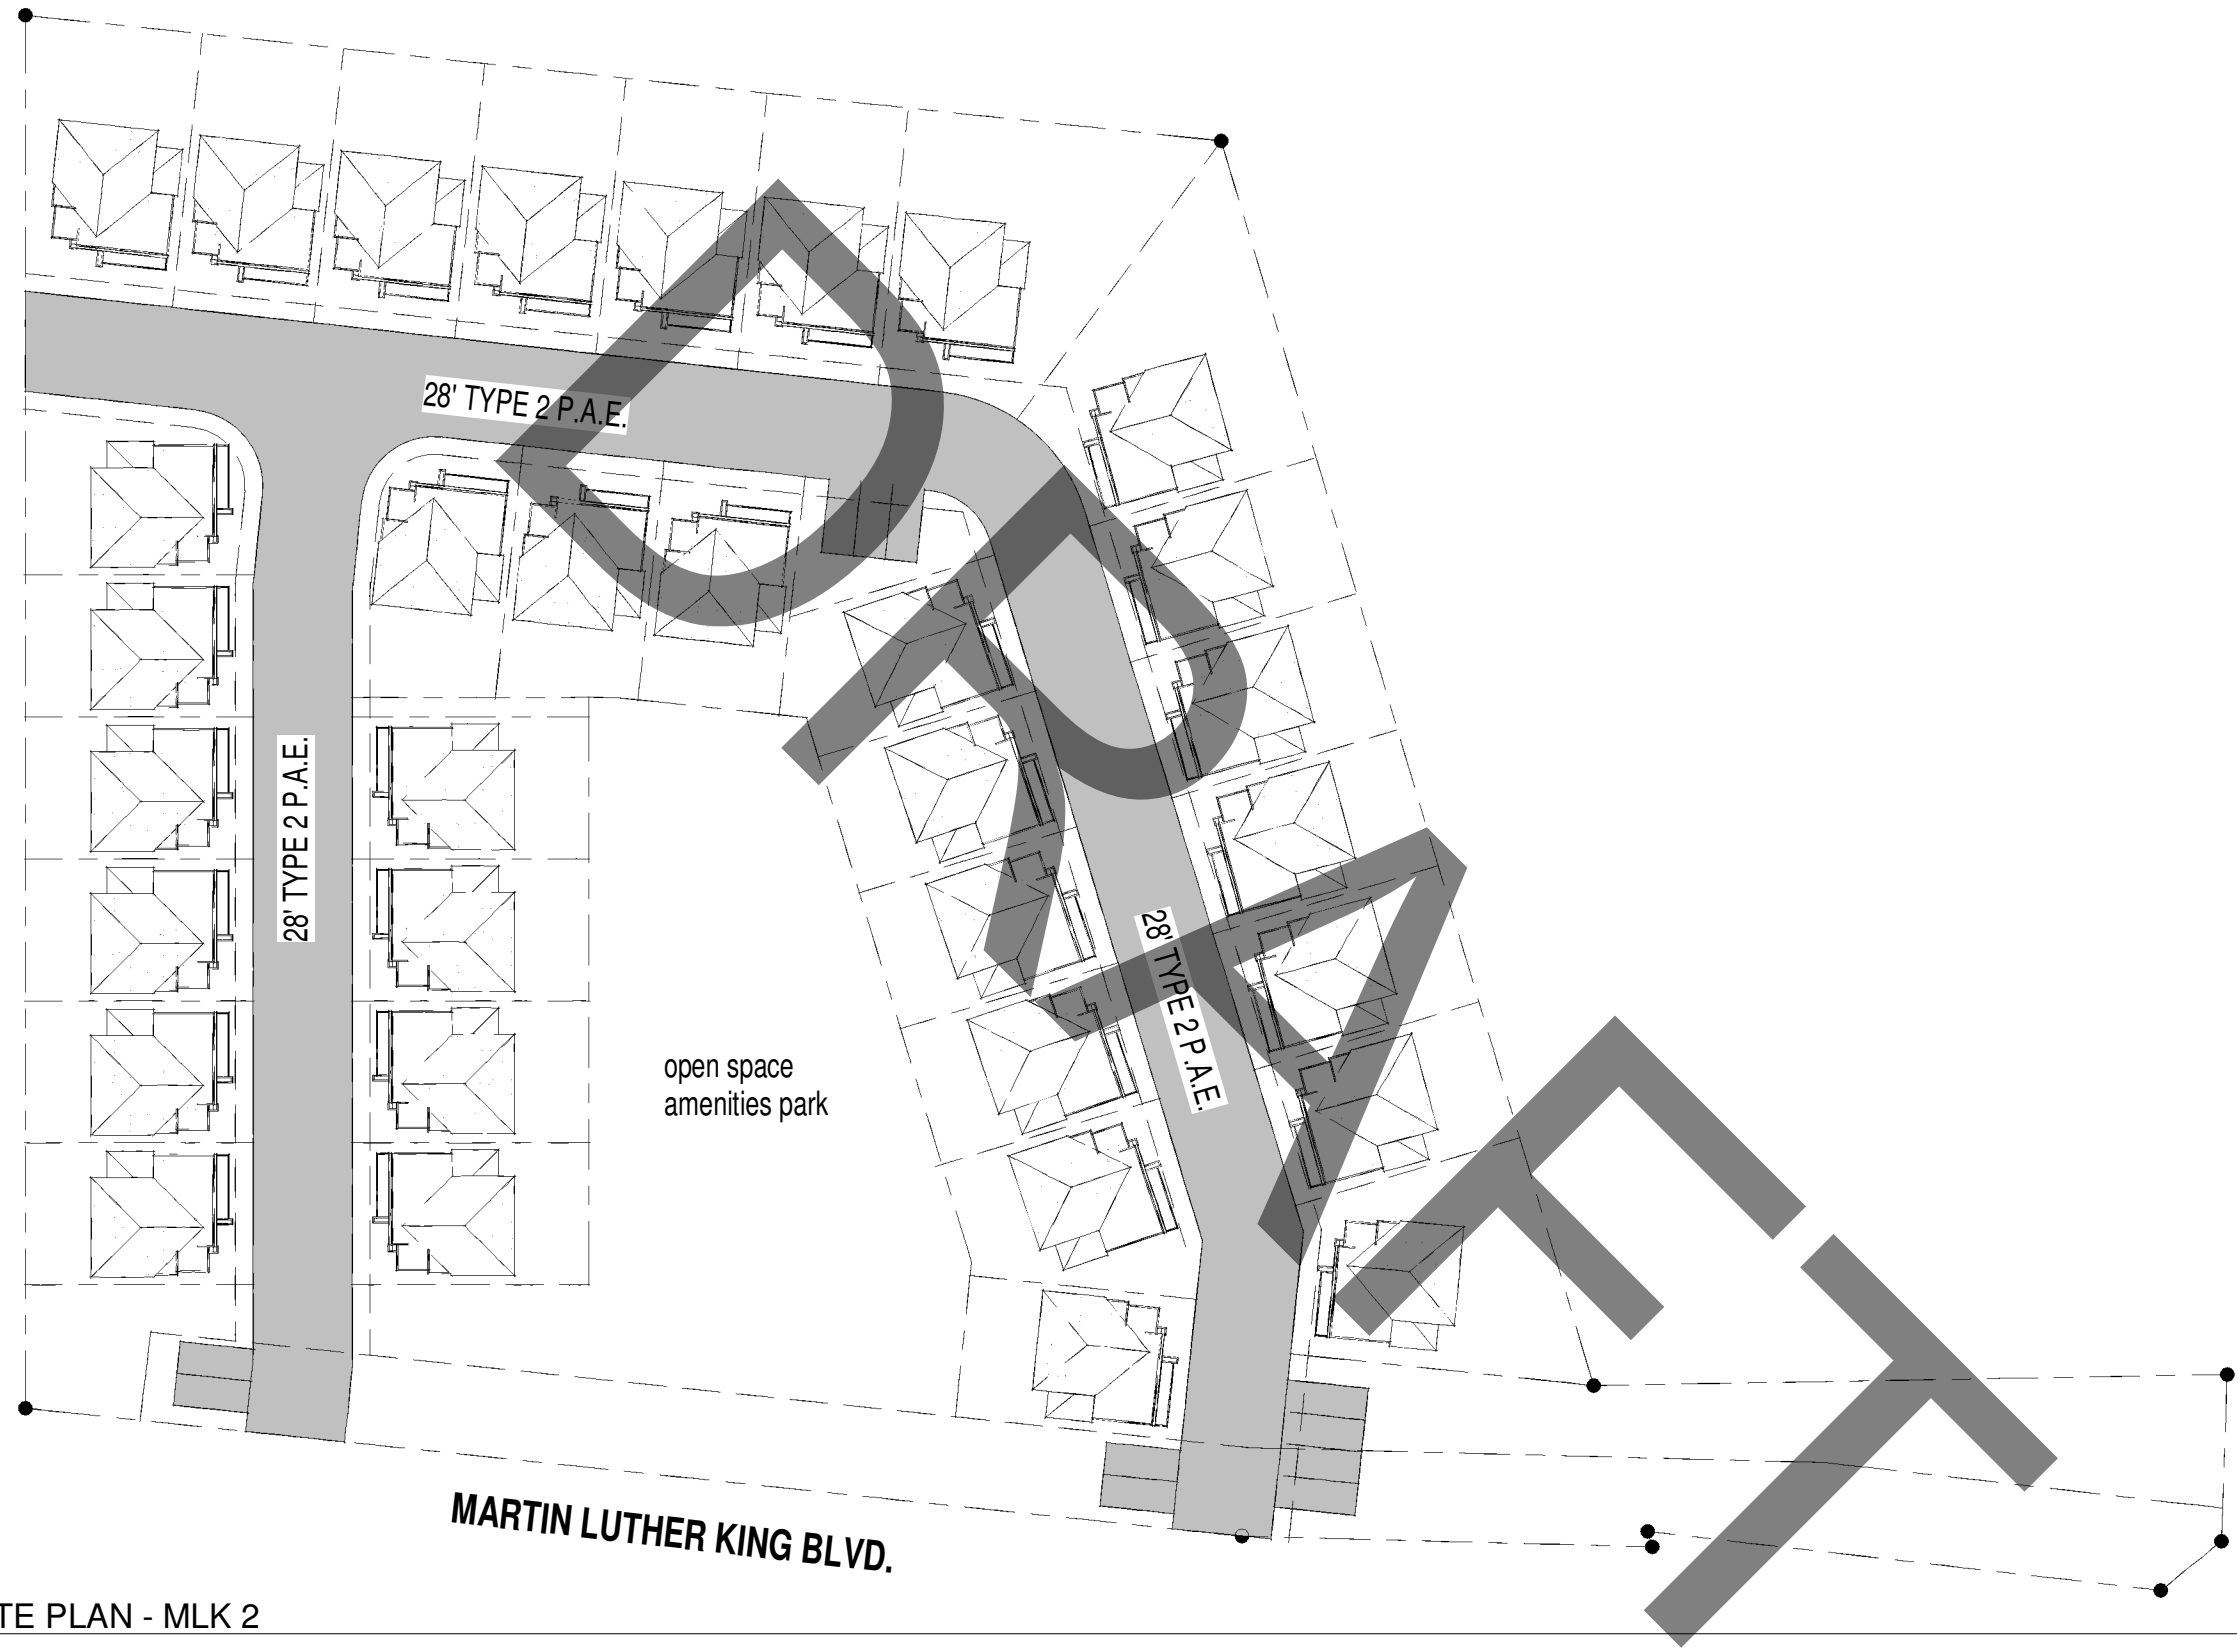 28' TYPE 2 P.A.E.
28' TYPE 2 P.A.E.
28' TYPE 2 P.A.E.
open space
amenities park
DRAFT
MARTIN LUTHER KING BLVD.
TE PLAN - MLK 2